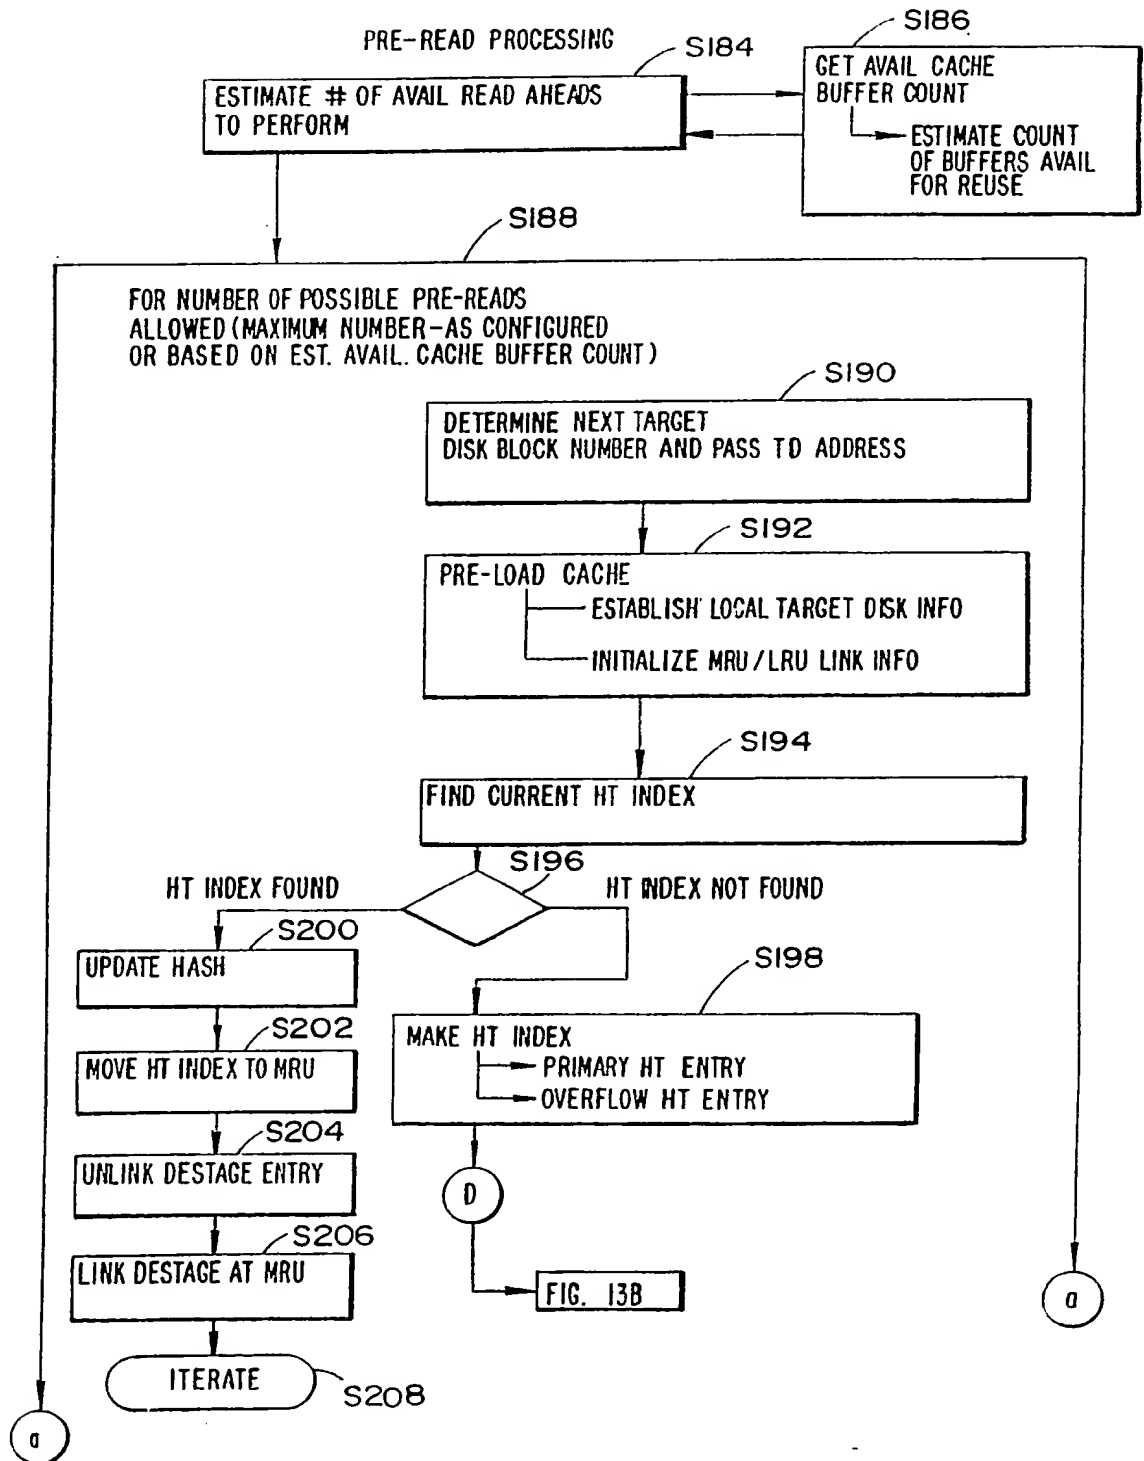 PRE-READ PROCESSING
S184
S186
ESTIMATE # OF AVAIL READ AHEADS
TO PERFORM
GET AVAIL CACHE
BUFFER COUNT
ESTIMATE COUNT
OF BUFFERS AVAIL
FOR REUSE
S188
FOR NUMBER OF POSSIBLE PRE-READS
ALLOWED (MAXIMUM NUMBER-AS CONFIGURED
OR BASED ON EST. AVAIL. CACHE BUFFER COUNT)
S190
DETERMINE NEXT TARGET
DISK BLOCK NUMBER AND PASS TD ADDRESS
S192
PRE-LOAD CACHE
ESTABLISH LOCAL TARGET DISK INFO
INITIALIZE MRU/LRU LINK INFO
S194
FIND CURRENT HT INDEX
S196
HT INDEX FOUND
HT INDEX NOT FOUND
S200
UPDATE HASH
S198
MAKE HT INDEX
PRIMARY HT ENTRY
OVERFLOW HT ENTRY
S202
MOVE HT INDEX TO MRU
S204
UNLINK DESTAGE ENTRY
D
S206
LINK DESTAGE AT MRU
FIG. 13B
a
ITERATE
S208
a